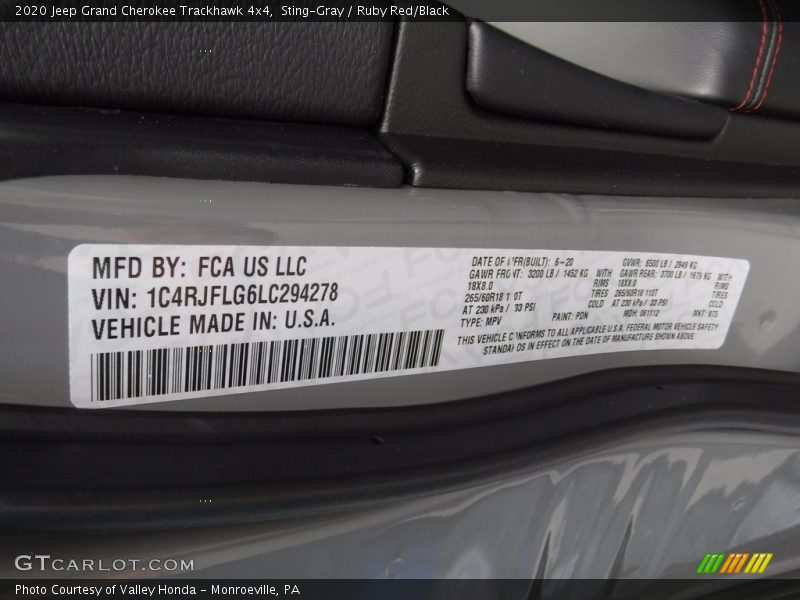 2020 Jeep Grand Cherokee Trackhawk 4x4,  Sting-Gray / Ruby Red/Black
MFD BY: FCA US LLC
VIN: 1C4RJFLG6LC294278
VEHICLE MADE IN: U.S.A.
DATE OF MFR(BUILT): 6-20
GVWR: 6500 LB / 2949 KG
GAWR FRONT: 3200 LB / 1452 KG WITH
GAWR REAR: 3700 LB / 1679 KG WITH
18X8.0 RIMS
18X8.0 RIMS
265/60R18 110T TIRES
265/60R18 110T TIRES
AT 230 kPa / 33 PSI COLD
AT 230 kPa / 33 PSI COLD
TYPE: MPV PAINT: PDN MDH: 061112 MKT: 875
THIS VEHICLE CONFORMS TO ALL APPLICABLE U.S.A. FEDERAL MOTOR VEHICLE SAFETY
STANDARDS IN EFFECT ON THE DATE OF MANUFACTURE SHOWN ABOVE.
GTCARLOT.COM
Photo Courtesy of Valley Honda - Monroeville, PA